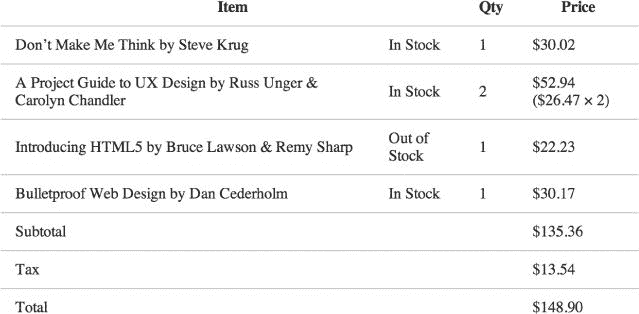 Item Qty Price
Don’t Make Me Think by Steve Krug In Stock 1 $30.02
A Project Guide to UX Design by Russ Unger &
Carolyn Chandler In Stock 2 $52.94
($26.47 × 2)
Introducing HTML5 by Bruce Lawson & Remy Sharp Out of
Stock 1 $22.23
Bulletproof Web Design by Dan Cederholm In Stock 1 $30.17
Subtotal $135.36
Tax $13.54
Total $148.90